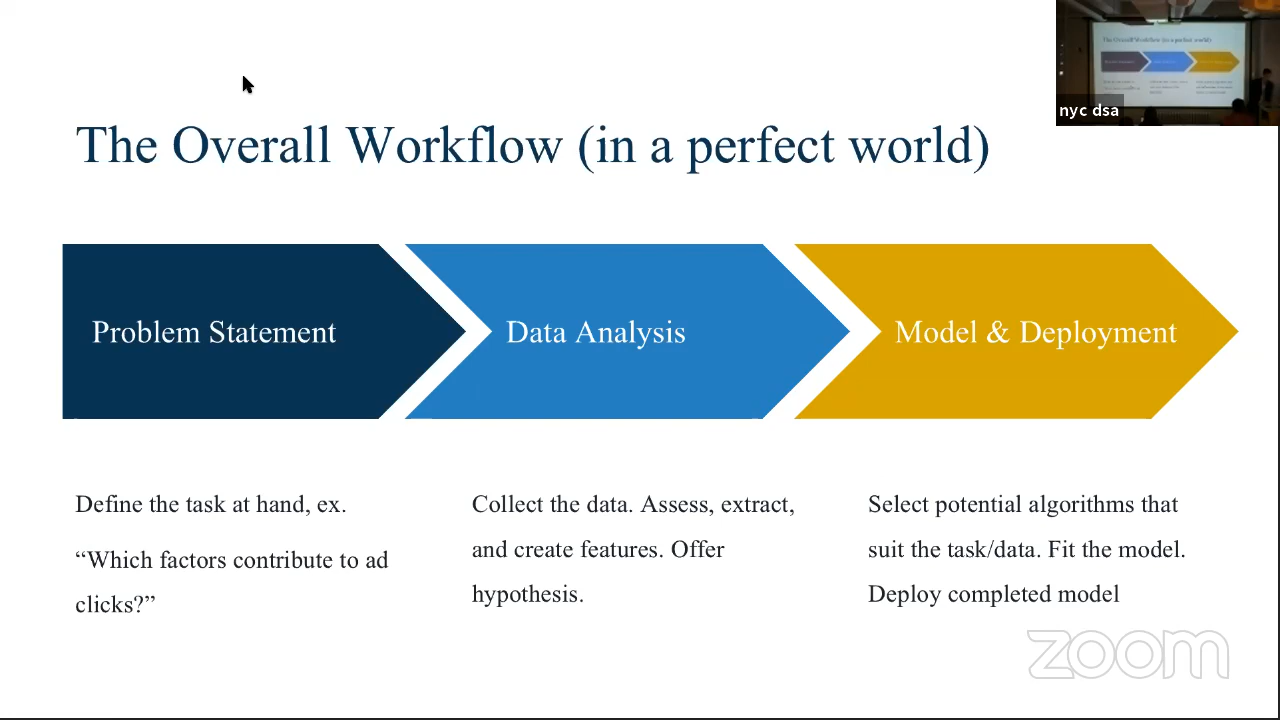 The Overall Workflow (in a perfect world)
nyc dsa
Problem Statement
Data Analysis
Model & Deployment
Define the task at hand, ex.
“Which factors contribute to ad
clicks?”
Collect the data. Assess, extract,
and create features. Offer
hypothesis.
Select potential algorithms that
suit the task/data. Fit the model.
Deploy completed model
zoom